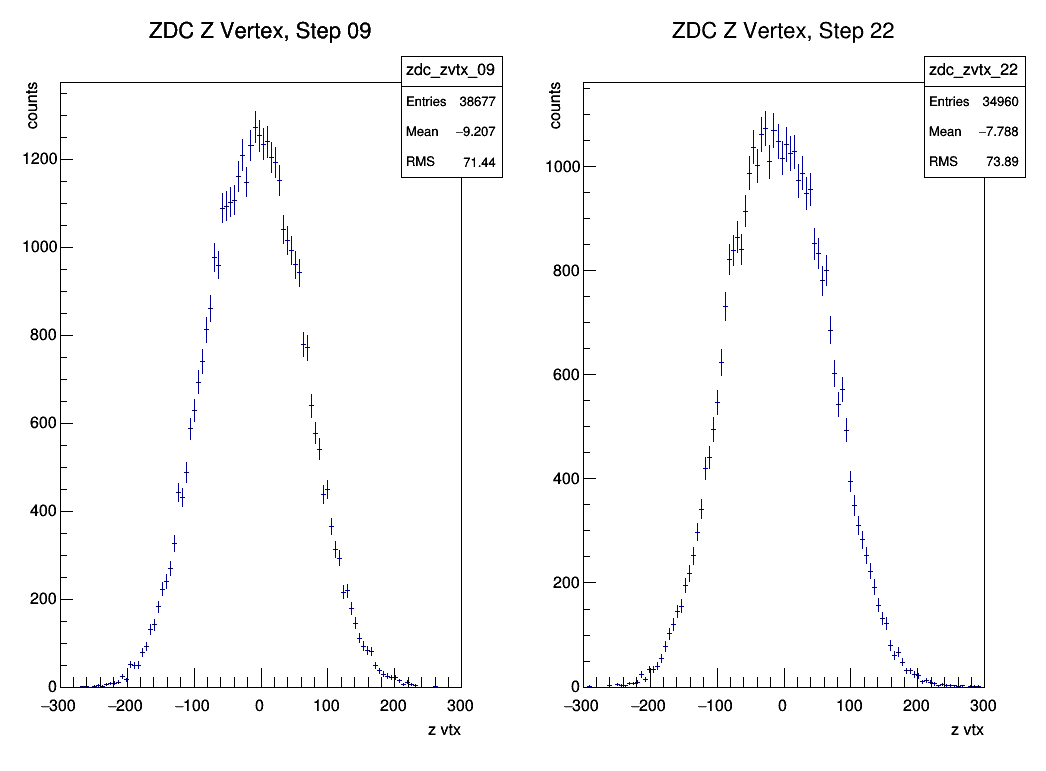 ZDC Z Vertex, Step 09
zdc_zvtx_09
Entries 38677
Mean −9.207
RMS 71.44
counts
1200
1000
800
600
400
200
0
−300 −200 −100 0 100 200 300
z vtx
ZDC Z Vertex, Step 22
zdc_zvtx_22
Entries 34960
Mean −7.788
RMS 73.89
counts
1000
800
600
400
200
0
−300 −200 −100 0 100 200 300
z vtx